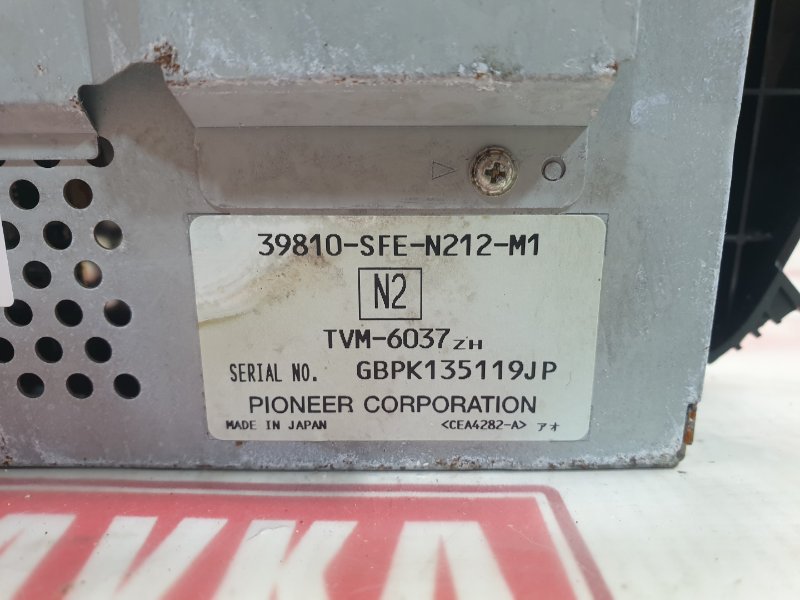 39810-SFE-N212-M1
N2
TVM-6037ZH
SERIAL NO. GBPK135119JP
PIONEER CORPORATION
MADE IN JAPAN <CEA4282-A> アオ